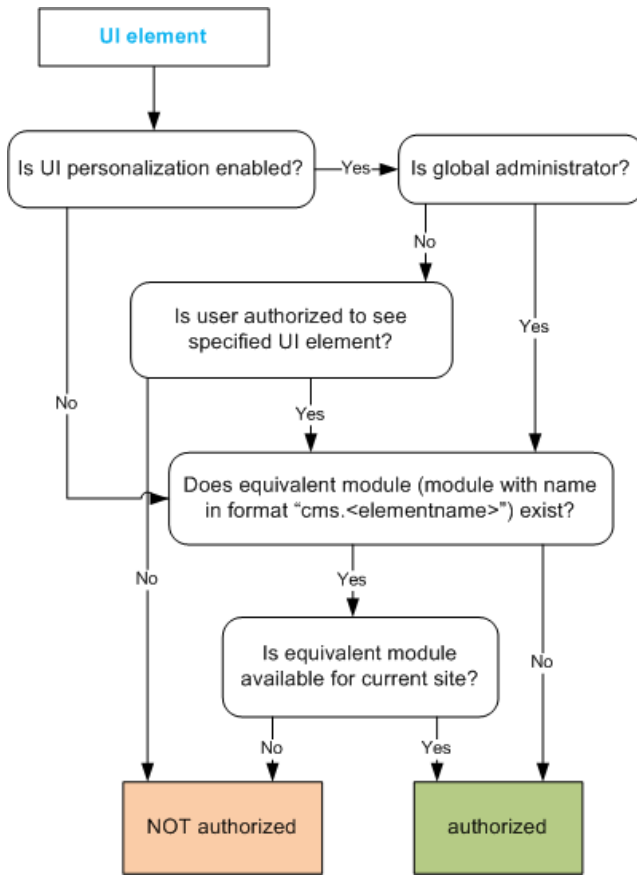 UI element
Is UI personalization enabled?
Yes
Is global administrator?
No
Is user authorized to see
specified UI element?
Yes
No
Yes
Does equivalent module (module with name
in format “cms.<elementname>”) exist?
No
Yes
Is equivalent module
available for current site?
No
No
Yes
NOT authorized
authorized